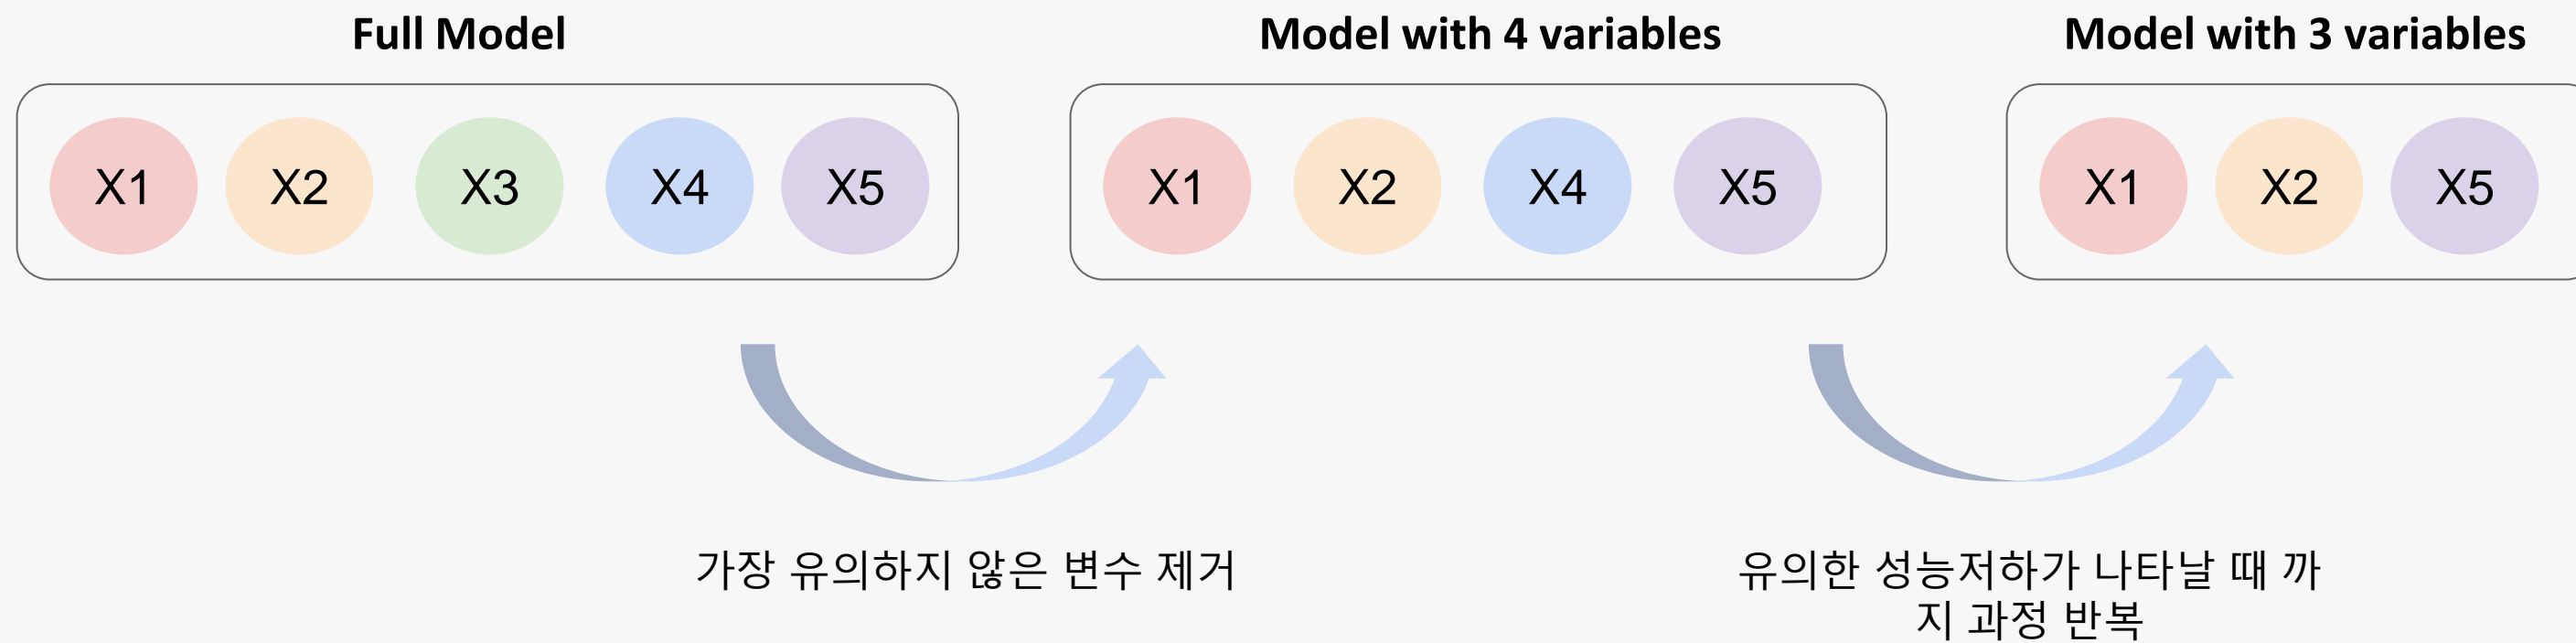 Full Model
Model with 4 variables
Model with 3 variables
X1 X2 X3 X4 X5
X1 X2 X4 X5
X1 X2 X5
가장 유의하지 않은 변수 제거
유의한 성능저하가 나타날 때 까
지 과정 반복